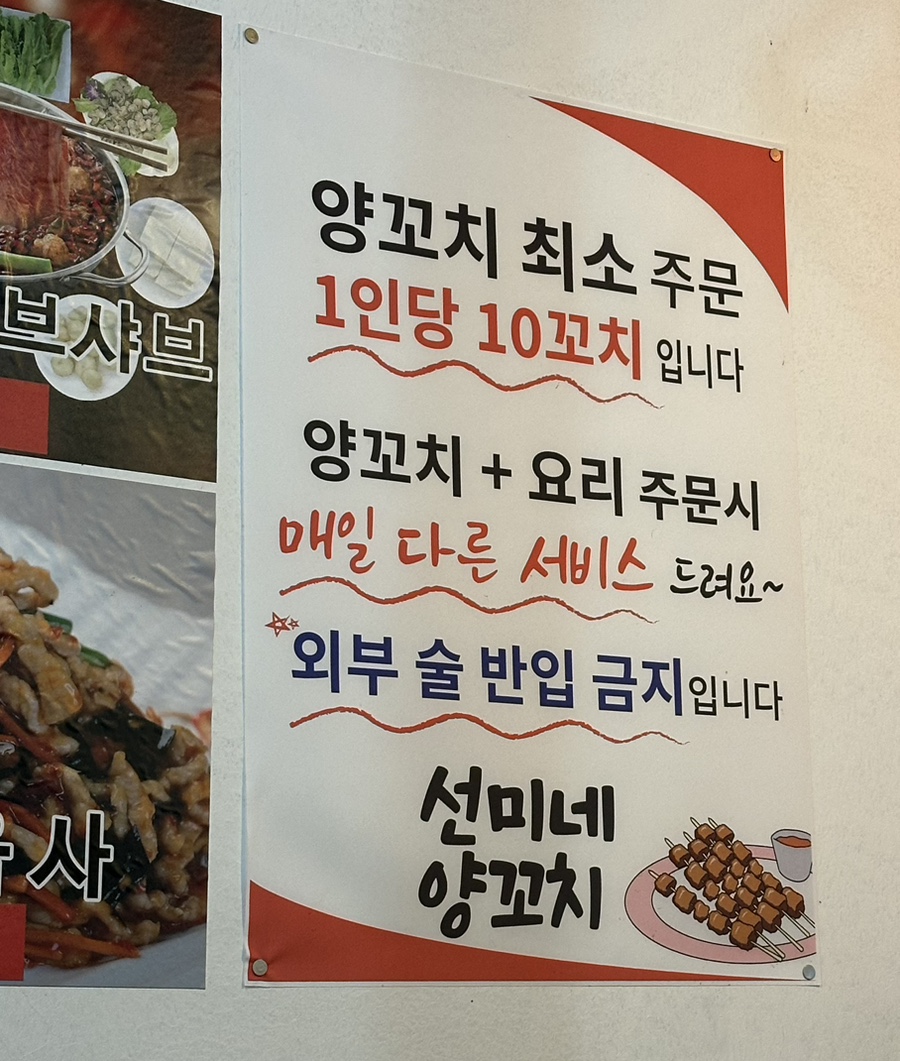 브샤브
사
양꼬치 최소 주문
1인당 10꼬치 입니다
양꼬치 + 요리 주문시
매일 다른 서비스 드려요~
외부 술 반입 금지입니다
선미네
양꼬치